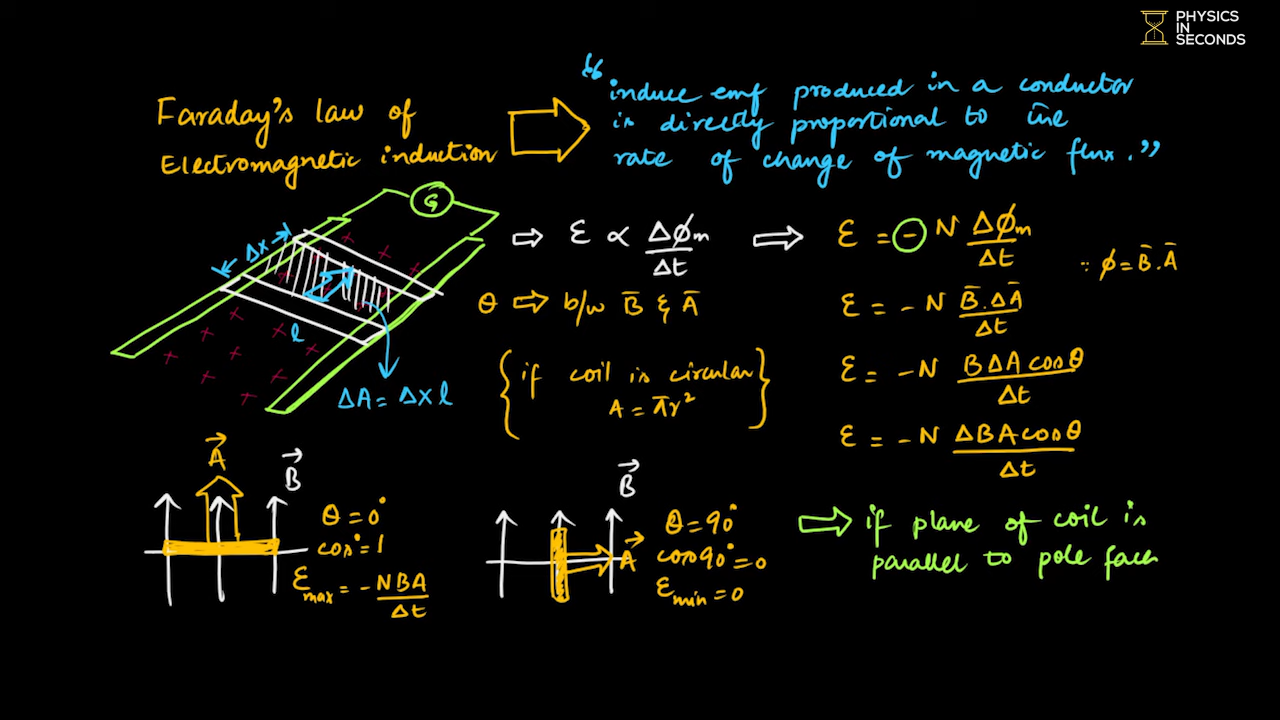 PHYSICS
IN
SECONDS
Faraday's law of
Electromagnetic induction
"induce emf produced in a conductor
is directly proportional to the
rate of change of magnetic flux."
G
Δx
l
ΔA = Δx l
ε ∝ Δϕm/Δt
ε = - N Δϕm/Δt
∵ ϕ = B̄.Ā
θ ⇒ b/w B̄ & Ā
ε = - N B̄.ΔĀ/Δt
{if coil is circular
A = πr²}
ε = - N BΔA cosθ/Δt
ε = - N ΔBA cosθ/Δt
A⃗
B⃗
θ = 0°
cos° = 1
εmax = - NBA/Δt
B⃗
A⃗
θ = 90°
cos90° = 0
εmin = 0
⇒ if plane of coil is
parallel to pole faces